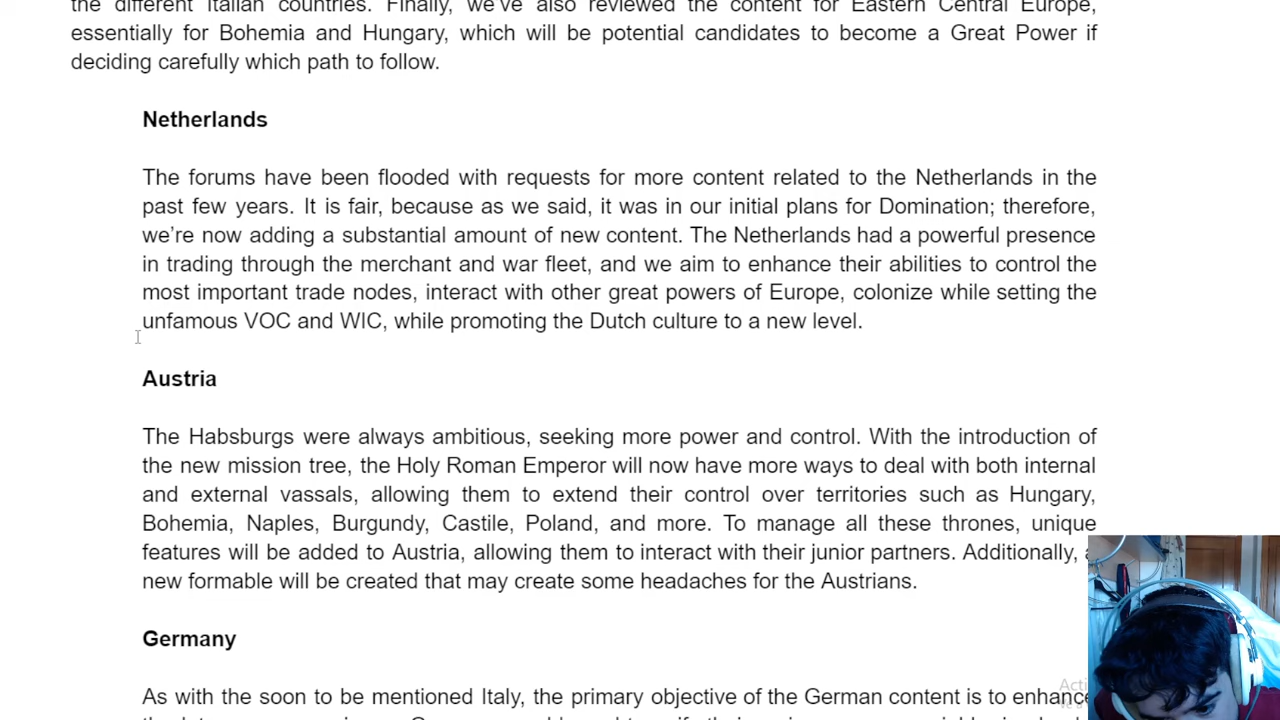 the different Italian countries. Finally, we've also reviewed the content for Eastern Central Europe,
essentially for Bohemia and Hungary, which will be potential candidates to become a Great Power if
deciding carefully which path to follow.
Netherlands
The forums have been flooded with requests for more content related to the Netherlands in the
past few years. It is fair, because as we said, it was in our initial plans for Domination; therefore,
we’re now adding a substantial amount of new content. The Netherlands had a powerful presence
in trading through the merchant and war fleet, and we aim to enhance their abilities to control the
most important trade nodes, interact with other great powers of Europe, colonize while setting the
unfamous VOC and WIC, while promoting the Dutch culture to a new level.
Austria
The Habsburgs were always ambitious, seeking more power and control. With the introduction of
the new mission tree, the Holy Roman Emperor will now have more ways to deal with both internal
and external vassals, allowing them to extend their control over territories such as Hungary,
Bohemia, Naples, Burgundy, Castile, Poland, and more. To manage all these thrones, unique
features will be added to Austria, allowing them to interact with their junior partners. Additionally,
new formable will be created that may create some headaches for the Austrians.
Germany
As with the soon to be mentioned Italy, the primary objective of the German content is to enhance